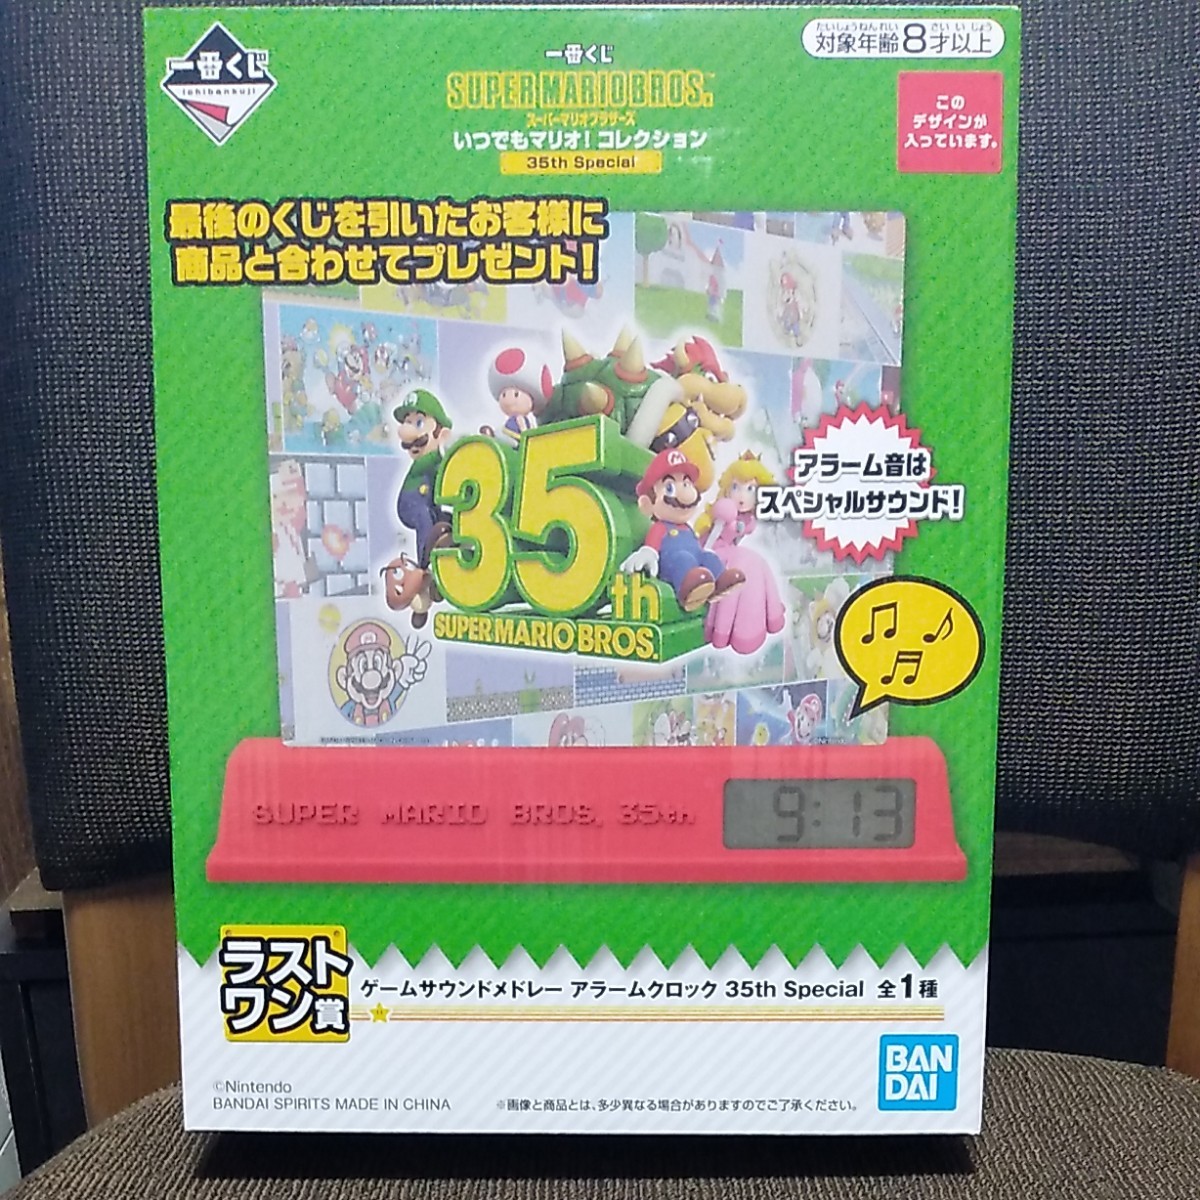 一番くじ
ichibankuji
一番くじ
SUPER MARIO BROS.™
スーパーマリオブラザーズ
いつでもマリオ! コレクション
35th Special
たいしょうねんれい さい い じょう
対象年齢8才以上
この
デザインが
入っています。
最後のくじを引いたお客様に
商品と合わせてプレゼント!
アラーム音は
スペシャルサウンド!
35th
SUPER MARIO BROS.
SUPER MARIO BROS. 35th
9:13
ラスト
ワン賞
ゲームサウンドメドレー アラームクロック 35th Special 全1種
©Nintendo
BANDAI SPIRITS MADE IN CHINA
※画像と商品とは、多少異なる場合がありますのでご了承ください。
BAN
DAI